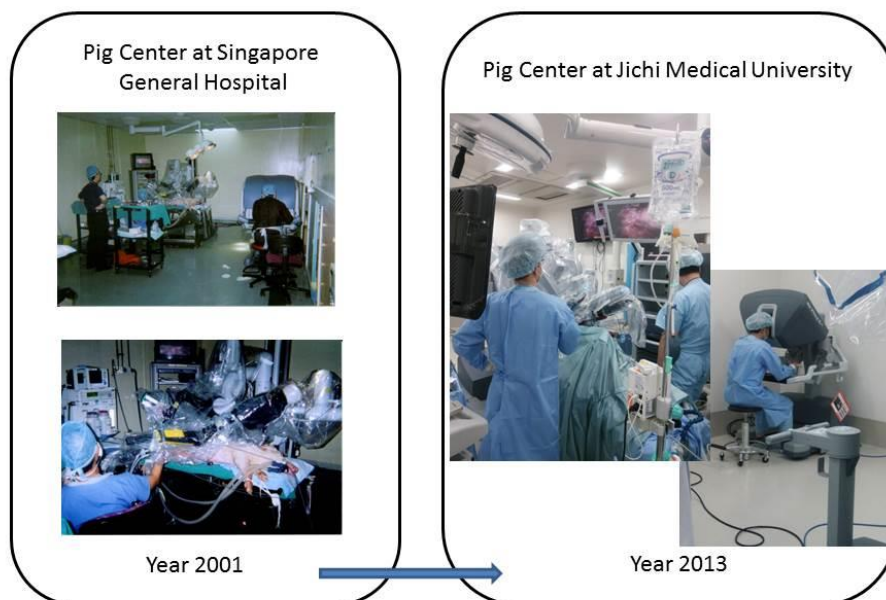 Pig Center at Singapore
General Hospital
Year 2001
Pig Center at Jichi Medical University
Year 2013